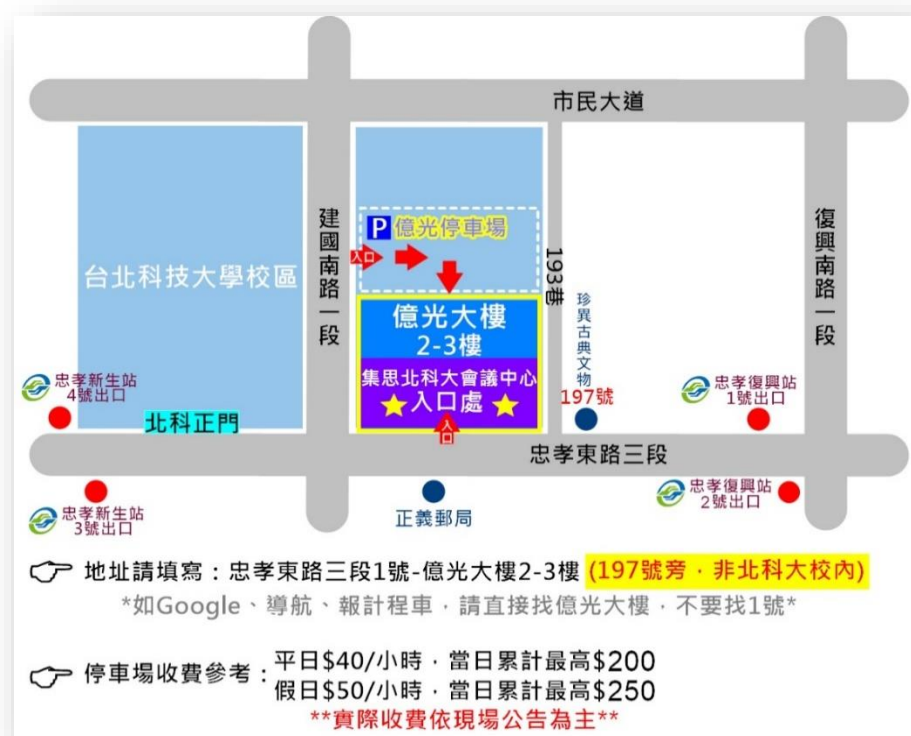 市民大道
建國南路一段
復興南路一段
P 億光停車場
入口
台北科技大學校區
193巷
億光大樓
2-3樓
珍異古典文物
197號
集思北科大會議中心
入口處
入口
忠孝新生站
4號出口
北科正門
忠孝復興站
1號出口
忠孝東路三段
忠孝新生站
3號出口
正義郵局
忠孝復興站
2號出口
地址請填寫：忠孝東路三段1號-億光大樓2-3樓 (197號旁，非北科大校內)
*如Google、導航、報計程車，請直接找億光大樓，不要找1號*
停車場收費參考：平日$40/小時，當日累計最高$200
假日$50/小時，當日累計最高$250
**實際收費依現場公告為主**